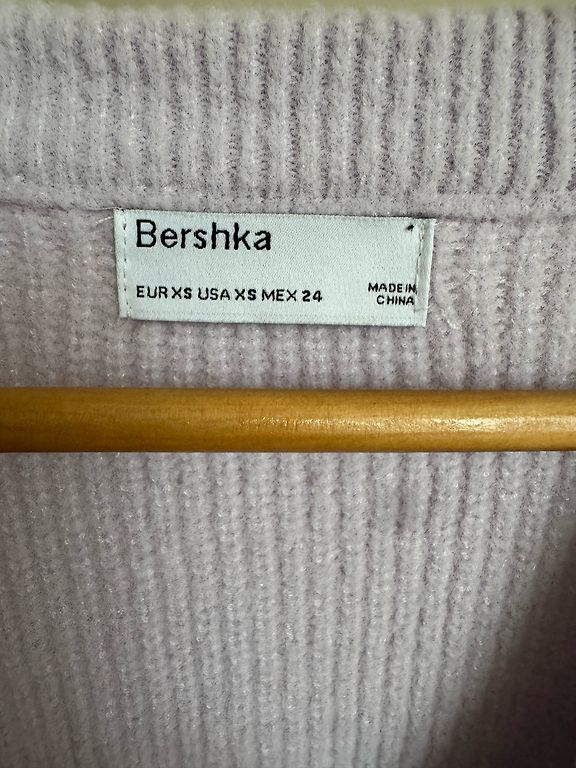 Bershka
EUR XS USA XS MEX 24
MADE IN
CHINA